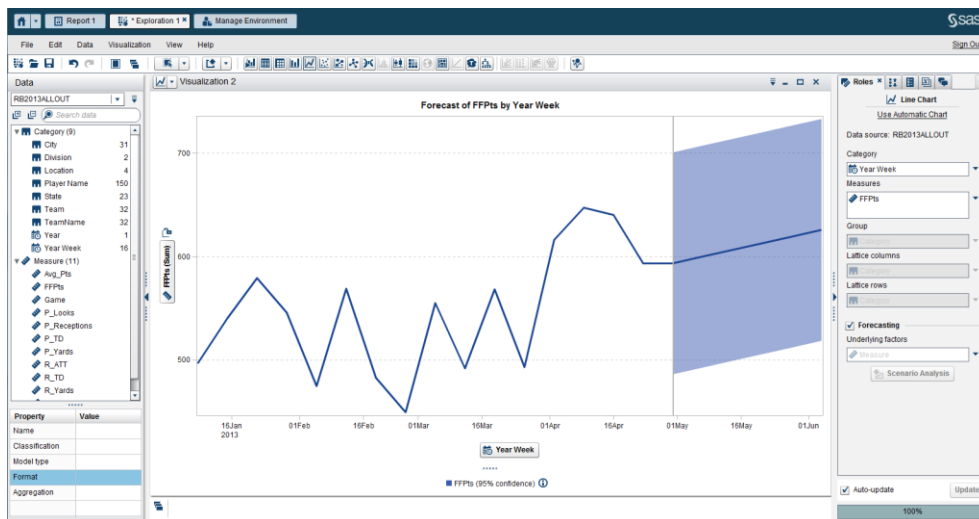 Report 1
*Exploration 1
Manage Environment
sas
File Edit Data Visualization View Help
Sign Ou
Data
RB2013ALLOUT
Search data
Category (9)
City 31
Division 2
Location 4
Player Name 150
State 23
Team 32
TeamName 32
Year 1
Year Week 16
Measure (11)
Avg_Pts
FFPts
Game
P_Looks
P_Receptions
P_TD
P_Yards
R_ATT
R_TD
R_Yards
Property Value
Name
Classification
Model type
Format
Aggregation
Visualization 2
Forecast of FFPts by Year Week
FFPts (Sum)
700
600
500
16Jan 01Feb 16Feb 01Mar 16Mar 01Apr 16Apr 01May 16May 01Jun
2013
Year Week
FFPts (95% confidence)
Roles
Line Chart
Use Automatic Chart
Data source: RB2013ALLOUT
Category
Year Week
Measures
FFPts
Group
Category
Lattice columns
Category
Lattice rows
Category
Forecasting
Underlying factors
Measure
Scenario Analysis
Auto-update
Update
100%